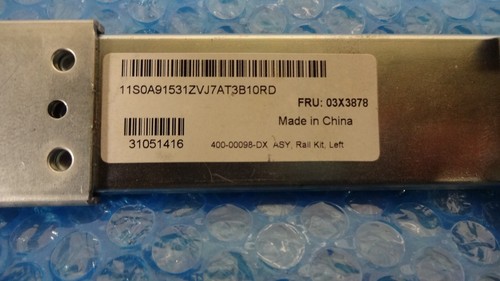 11S0A91531ZVJ7AT3B10RD
FRU: 03X3878
Made in China
31051416
400-00098-DX, ASY, Rail Kit, Left